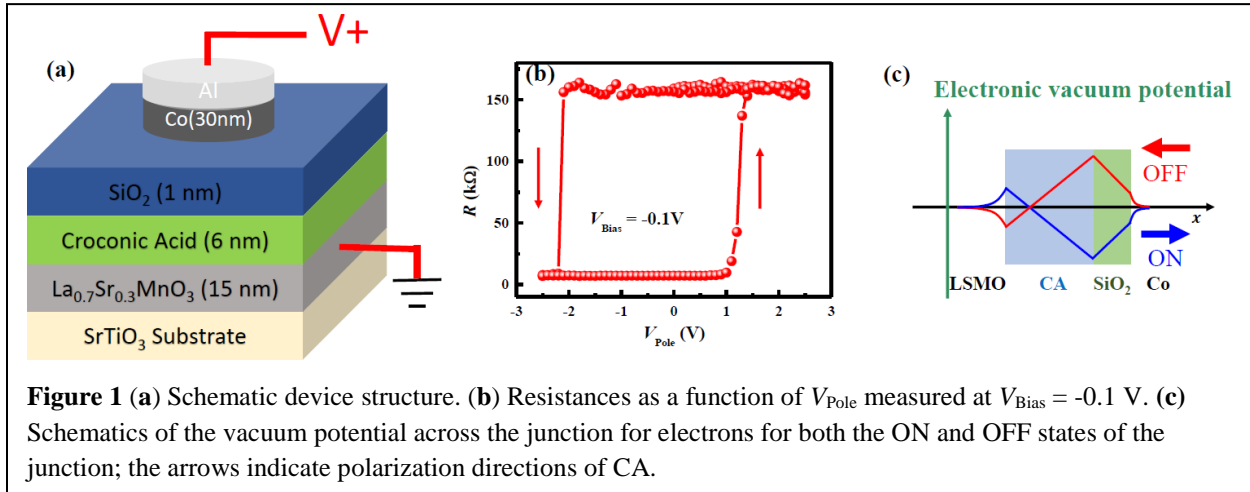 (a)
V+
Al
Co(30nm)
SiO₂ (1 nm)
Croconic Acid (6 nm)
La₀.₇Sr₀.₃MnO₃ (15 nm)
SrTiO₃ Substrate
(b)
R (kΩ)
150
100
50
0
V_Bias = -0.1V
-3 -2 -1 0 1 2 3
V_Pole (V)
(c)
Electronic vacuum potential
OFF
x
ON
LSMO CA SiO₂ Co
Figure 1 (a) Schematic device structure. (b) Resistances as a function of V_Pole measured at V_Bias = -0.1 V. (c)
Schematics of the vacuum potential across the junction for electrons for both the ON and OFF states of the
junction; the arrows indicate polarization directions of CA.